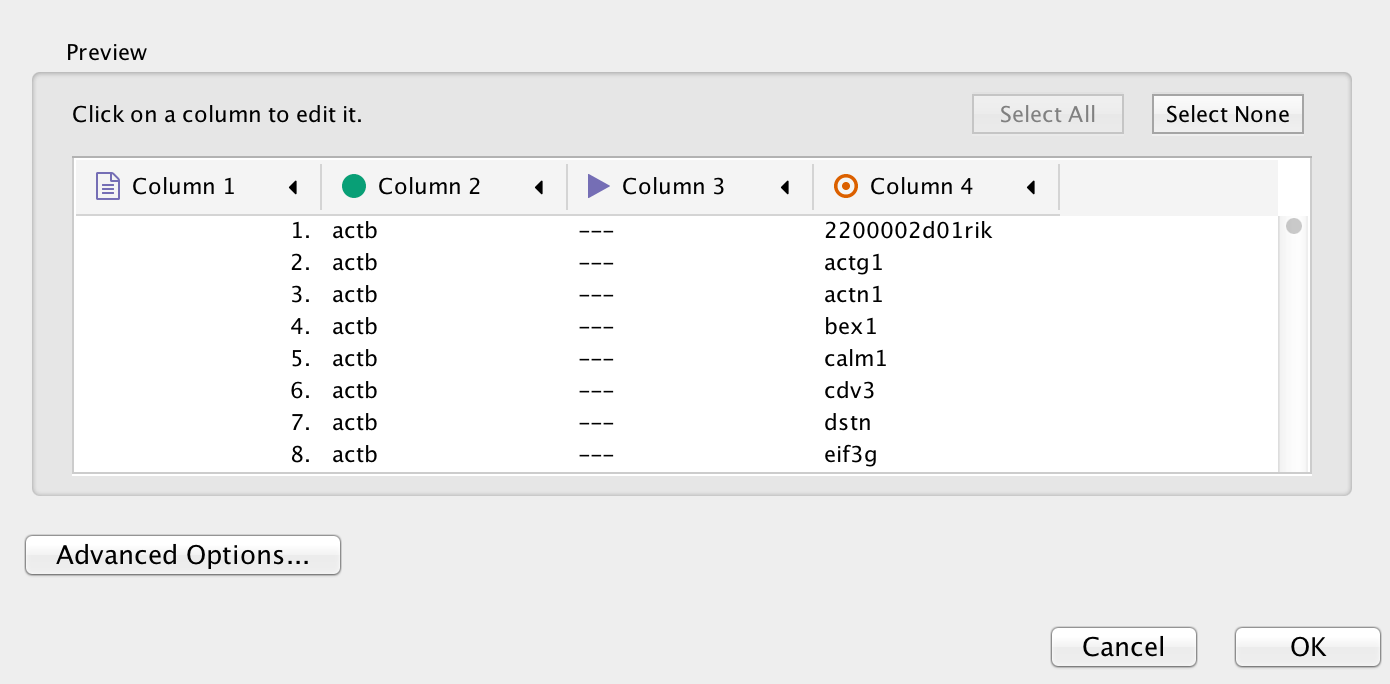 Preview
Click on a column to edit it. Select All Select None
Column 1 Column 2 Column 3 Column 4
1. actb --- 2200002d01rik
2. actb --- actg1
3. actb --- actn1
4. actb --- bex1
5. actb --- calm1
6. actb --- cdv3
7. actb --- dstn
8. actb --- eif3g
Advanced Options...
Cancel OK